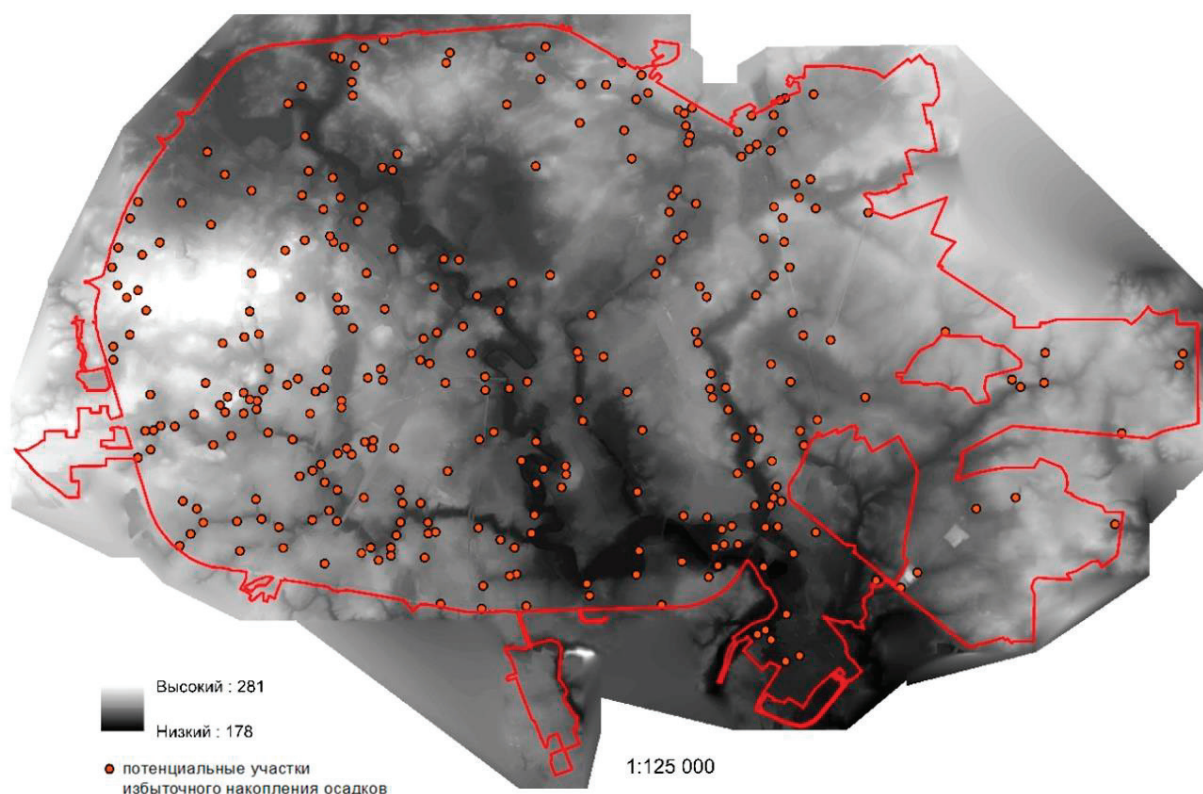 Высокий : 281
Низкий : 178
потенциальные участки
избыточного накопления осадков
1:125 000